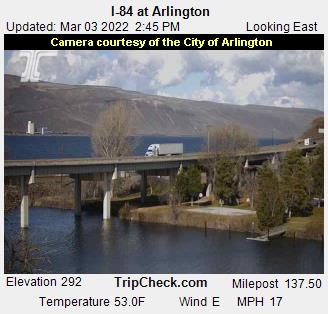 I-84 at Arlington
Updated: Mar 03 2022 2:45 PM Looking East
Camera courtesy of the City of Arlington
Elevation 292 TripCheck.com Milepost 137.50
Temperature 53.0F Wind E MPH 17